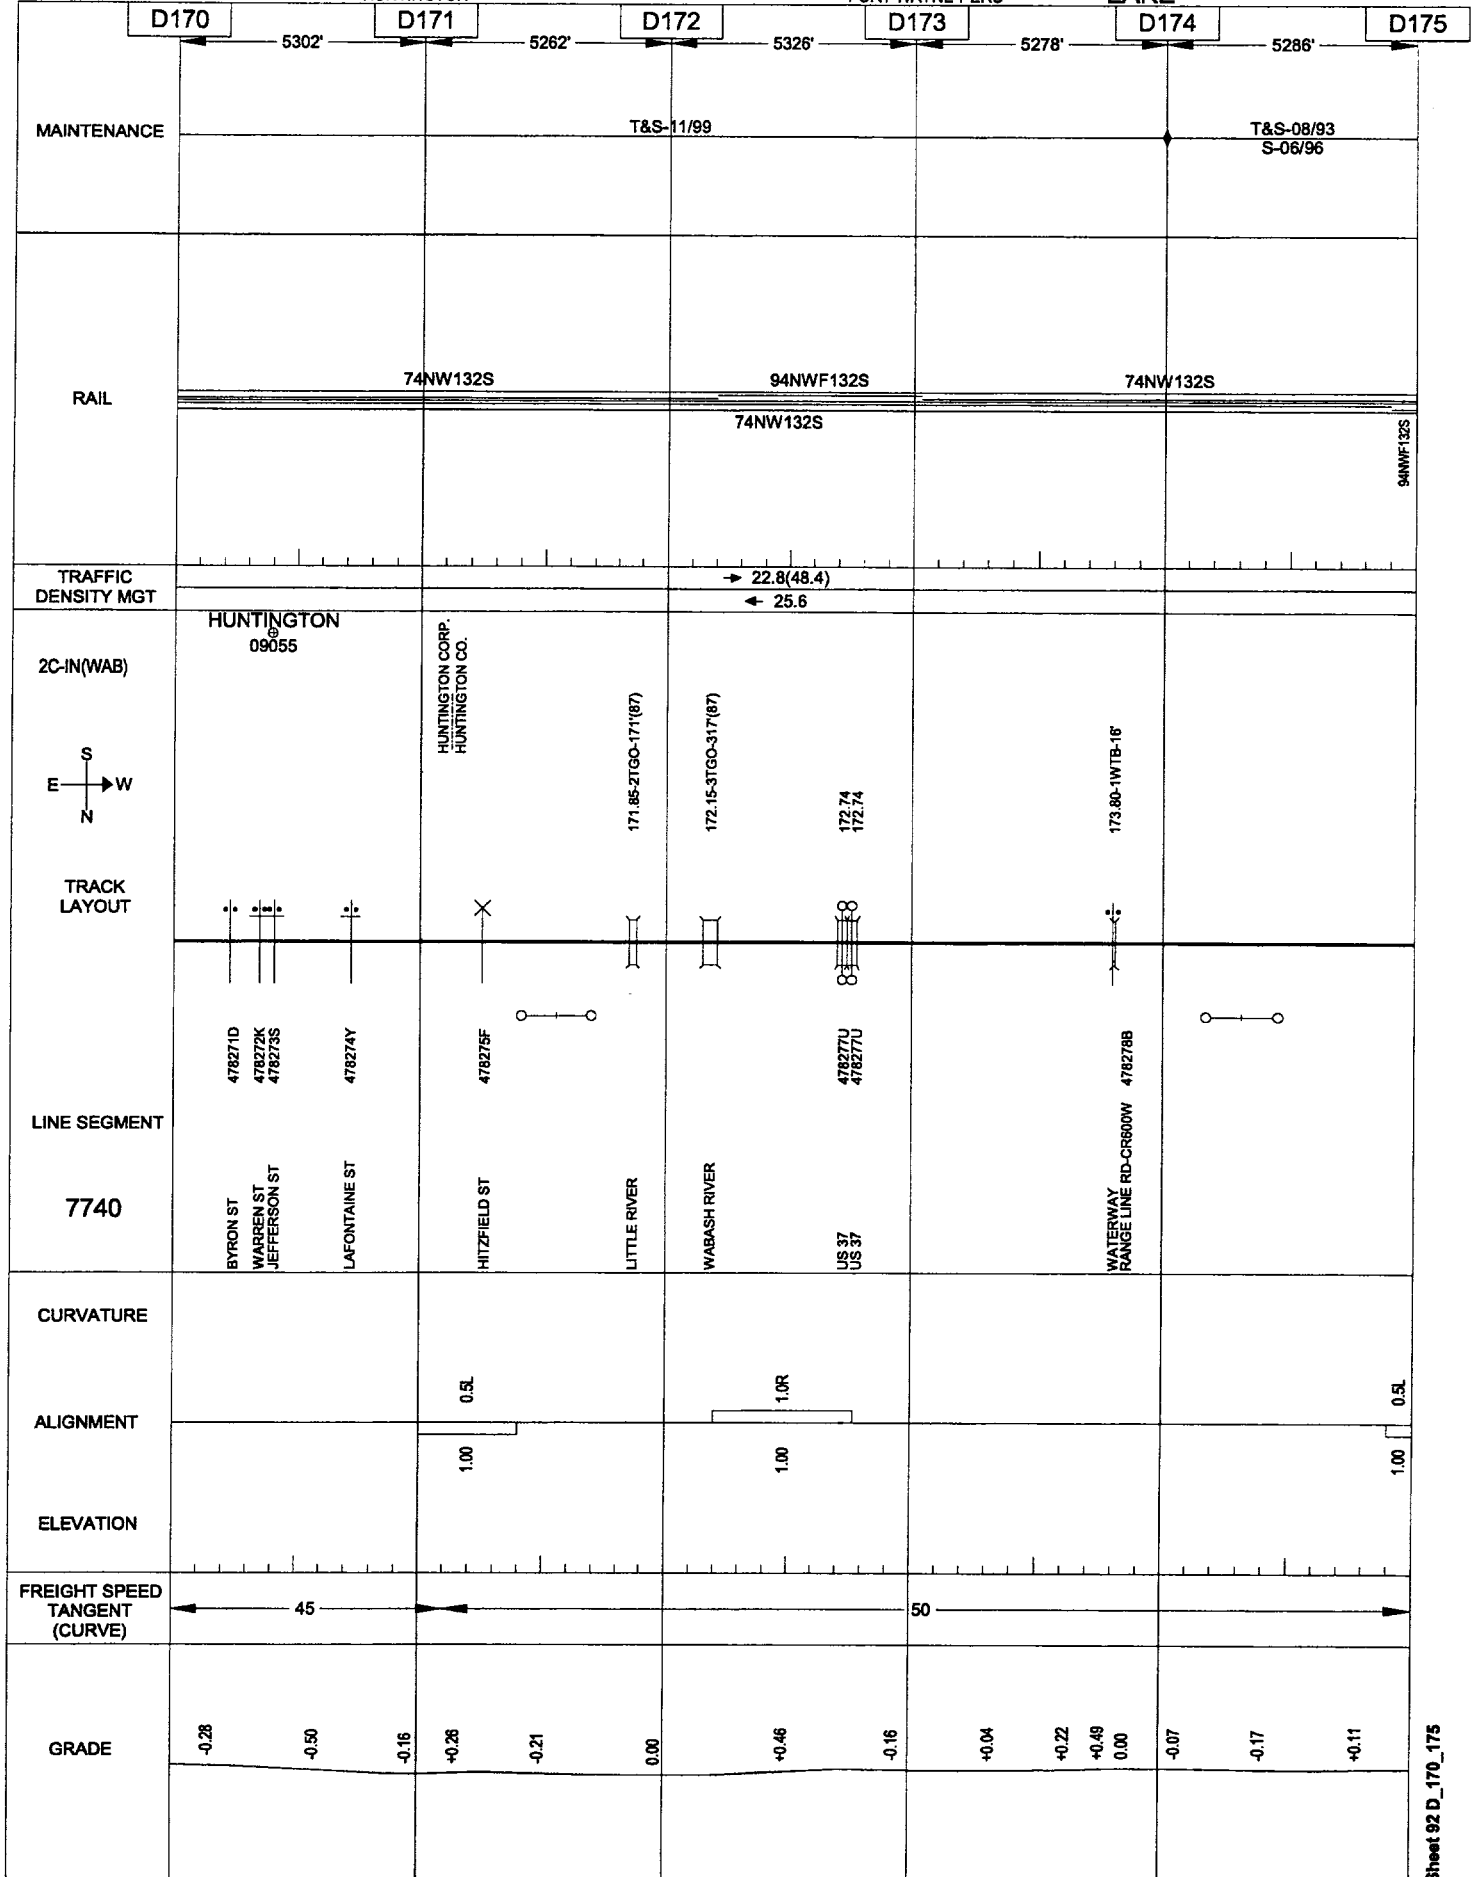 LAKE
D170 D171 D172 D173 D174 D175
5302' 5262' 5326' 5278' 5286'
MAINTENANCE
T&S-11/99
T&S-08/93
S-06/96
RAIL
74NW132S 94NWF132S 74NW132S
74NW132S
94NWF132S
TRAFFIC
DENSITY MGT
22.8(48.4)
25.6
HUNTINGTON
09055
2C-IN(WAB)
HUNTINGTON CORP.
HUNTINGTON CO.
171.85-2TGO-171'(87)
172.15-3TGO-317'(87)
172.74
172.74
173.80-1WTB-16'
S
E W
N
TRACK
LAYOUT
478271D
478272K
478273S
478274Y
478275F
478277U
478277U
478278B
LINE SEGMENT
7740
BYRON ST
WARREN ST
JEFFERSON ST
LAFONTAINE ST
HITZFIELD ST
LITTLE RIVER
WABASH RIVER
US 37
US 37
WATERWAY
RANGE LINE RD-CR600W
CURVATURE
0.5L 1.0R 0.5L
ALIGNMENT
1.00 1.00 1.00
ELEVATION
FREIGHT SPEED
TANGENT
(CURVE)
45 50
GRADE
-0.28 -0.50 -0.16 +0.26 -0.21 0.00 +0.46 -0.16 +0.04 +0.22 +0.49 0.00 -0.07 -0.17 +0.11
Sheet 92 D_170_175